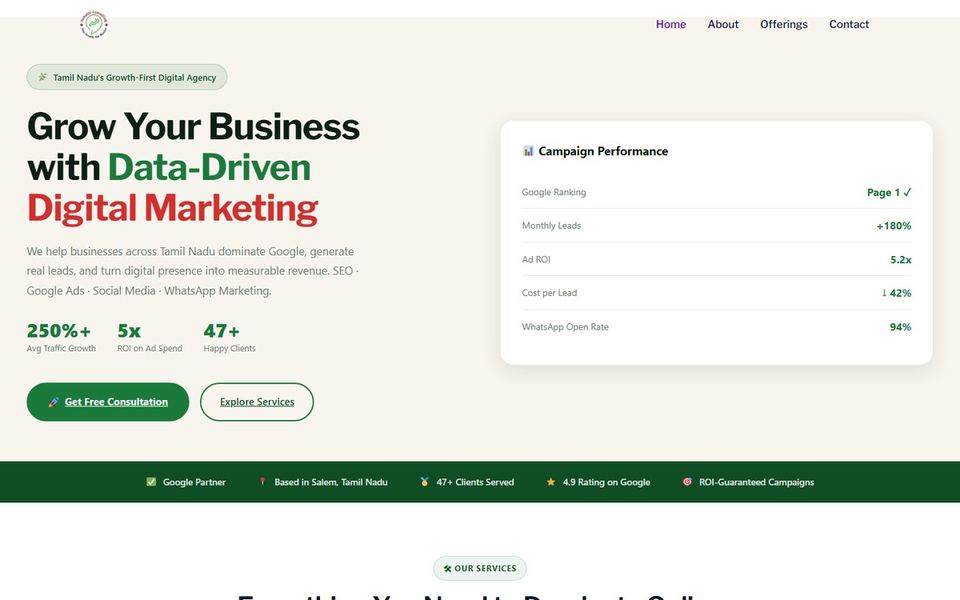 Home About Offerings Contact
Tamil Nadu's Growth-First Digital Agency
Grow Your Business
with Data-Driven
Digital Marketing
We help businesses across Tamil Nadu dominate Google, generate
real leads, and turn digital presence into measurable revenue. SEO ·
Google Ads · Social Media · WhatsApp Marketing.
250%+ 5x 47+
Avg Traffic Growth ROI on Ad Spend Happy Clients
Get Free Consultation Explore Services
Campaign Performance
Google Ranking Page 1 ✓
Monthly Leads +180%
Ad ROI 5.2x
Cost per Lead ↓ 42%
WhatsApp Open Rate 94%
Google Partner Based in Salem, Tamil Nadu 47+ Clients Served 4.9 Rating on Google ROI-Guaranteed Campaigns
OUR SERVICES